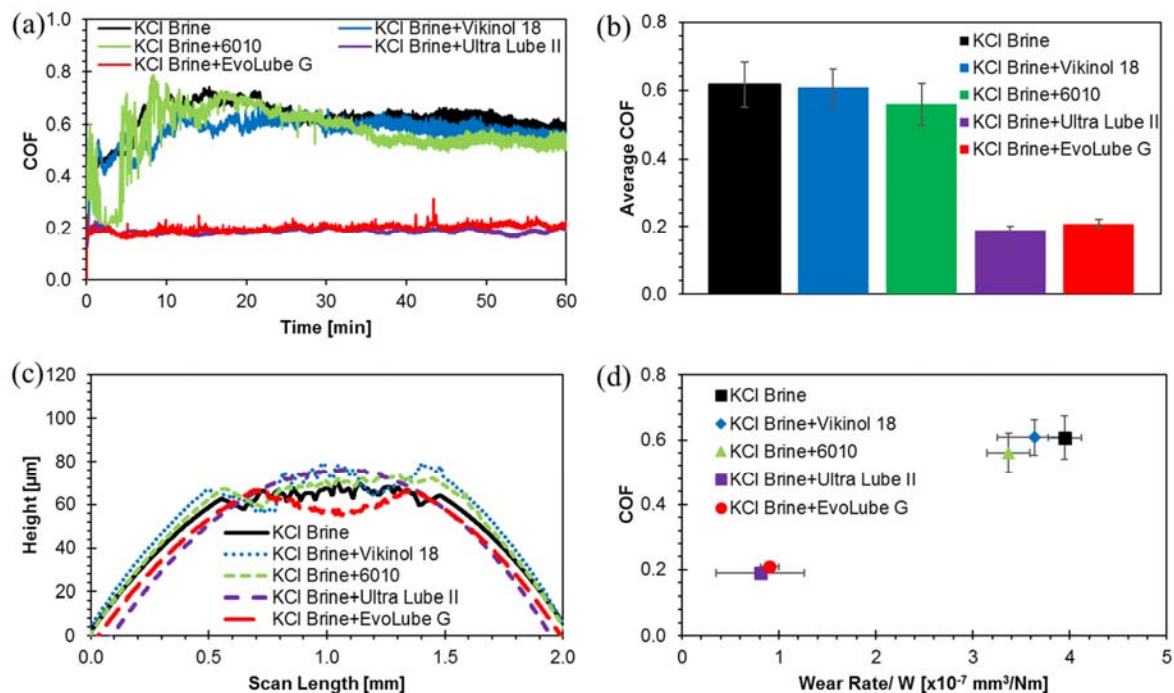 (a)
1.0
0.8
0.6
0.4
0.2
0.0
COF
KCl Brine
KCl Brine+Vikinol 18
KCl Brine+6010
KCl Brine+Ultra Lube II
KCl Brine+EvoLube G
0 10 20 30 40 50 60
Time [min]
(b)
0.8
0.6
0.4
0.2
0.0
Average COF
KCl Brine
KCl Brine+Vikinol 18
KCl Brine+6010
KCl Brine+Ultra Lube II
KCl Brine+EvoLube G
(c)
120
100
80
60
40
20
0
Height [µm]
KCl Brine
KCl Brine+Vikinol 18
KCl Brine+6010
KCl Brine+Ultra Lube II
KCl Brine+EvoLube G
0.0 0.5 1.0 1.5 2.0
Scan Length [mm]
(d)
0.8
0.6
0.4
0.2
0.0
COF
KCl Brine
KCl Brine+Vikinol 18
KCl Brine+6010
KCl Brine+Ultra Lube II
KCl Brine+EvoLube G
0 1 2 3 4 5
Wear Rate/ W [x10⁻⁷ mm³/Nm]